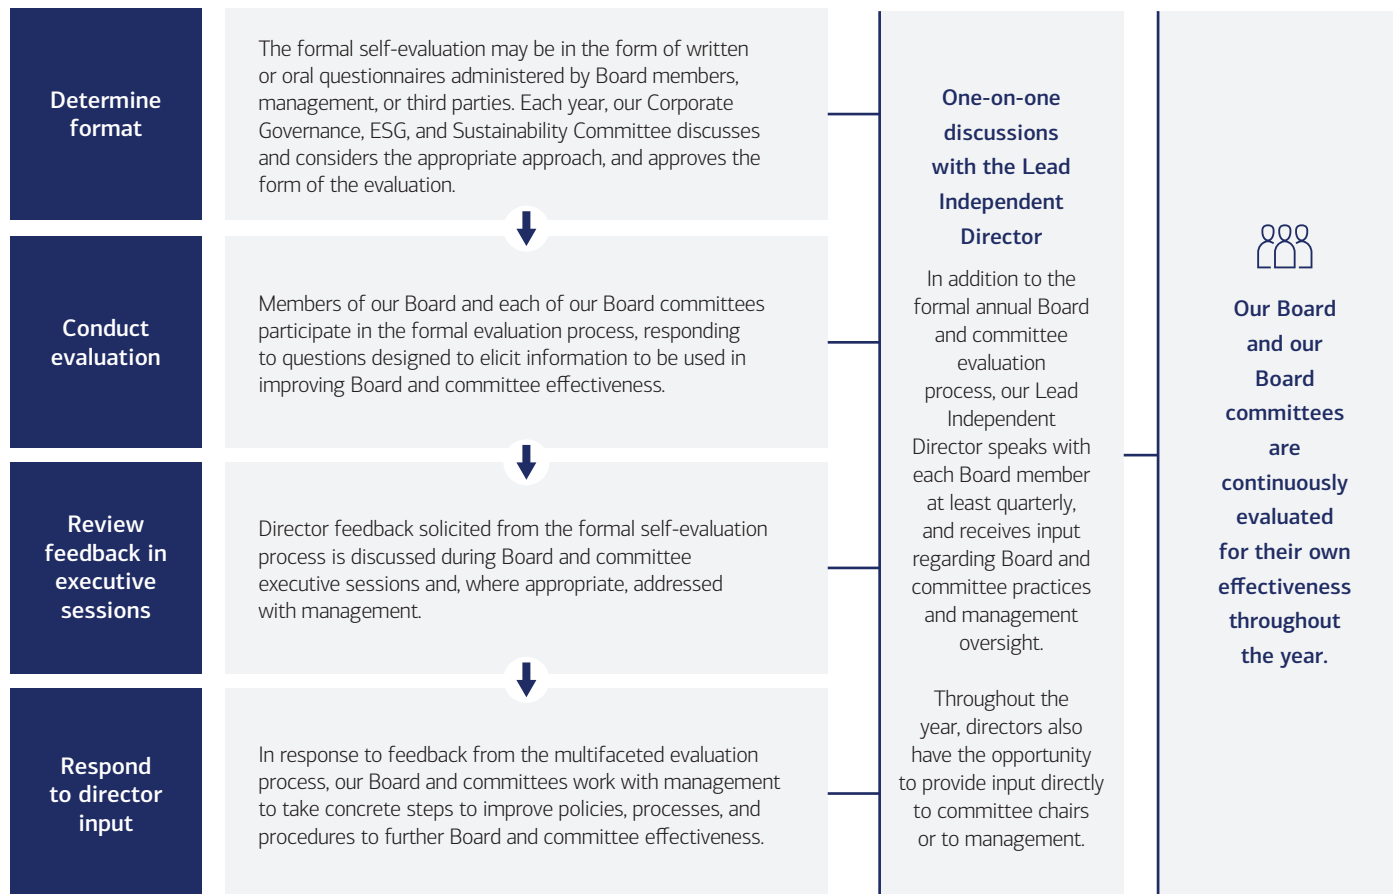 Determine
format
The formal self-evaluation may be in the form of written
or oral questionnaires administered by Board members,
management, or third parties. Each year, our Corporate
Governance, ESG, and Sustainability Committee discusses
and considers the appropriate approach, and approves the
form of the evaluation.
Conduct
evaluation
Members of our Board and each of our Board committees
participate in the formal evaluation process, responding
to questions designed to elicit information to be used in
improving Board and committee effectiveness.
Review
feedback in
executive
sessions
Director feedback solicited from the formal self-evaluation
process is discussed during Board and committee
executive sessions and, where appropriate, addressed
with management.
Respond
to director
input
In response to feedback from the multifaceted evaluation
process, our Board and committees work with management
to take concrete steps to improve policies, processes, and
procedures to further Board and committee effectiveness.
One-on-one
discussions
with the Lead
Independent
Director
In addition to the
formal annual Board
and committee
evaluation
process, our Lead
Independent
Director speaks with
each Board member
at least quarterly,
and receives input
regarding Board and
committee practices
and management
oversight.
Throughout the
year, directors also
have the opportunity
to provide input directly
to committee chairs
or to management.
Our Board
and our
Board
committees
are
continuously
evaluated
for their own
effectiveness
throughout
the year.